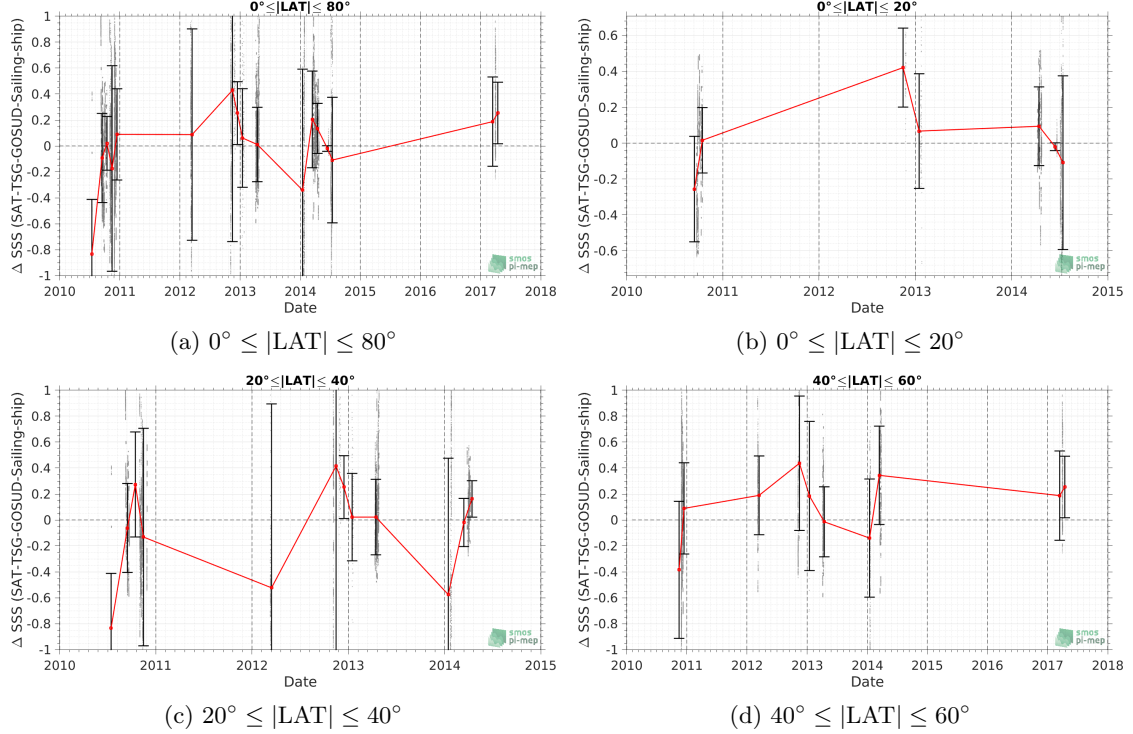 0°≤|LAT|≤ 80°
Δ SSS (SAT-TSG-GOSUD-Sailing-ship)
1
0.8
0.6
0.4
0.2
0
-0.2
-0.4
-0.6
-0.8
-1
2010 2011 2012 2013 2014 2015 2016 2017 2018
Date
smos
pi-mep
(a) 0° ≤ |LAT| ≤ 80°
0°≤|LAT|≤ 20°
Δ SSS (SAT-TSG-GOSUD-Sailing-ship)
0.6
0.4
0.2
0
-0.2
-0.4
-0.6
2010 2011 2012 2013 2014 2015
Date
smos
pi-mep
(b) 0° ≤ |LAT| ≤ 20°
20°≤|LAT|≤ 40°
Δ SSS (SAT-TSG-GOSUD-Sailing-ship)
1
0.8
0.6
0.4
0.2
0
-0.2
-0.4
-0.6
-0.8
-1
2010 2011 2012 2013 2014 2015
Date
smos
pi-mep
(c) 20° ≤ |LAT| ≤ 40°
40°≤|LAT|≤ 60°
Δ SSS (SAT-TSG-GOSUD-Sailing-ship)
1
0.8
0.6
0.4
0.2
0
-0.2
-0.4
-0.6
-0.8
-1
2010 2011 2012 2013 2014 2015 2016 2017 2018
Date
smos
pi-mep
(d) 40° ≤ |LAT| ≤ 60°